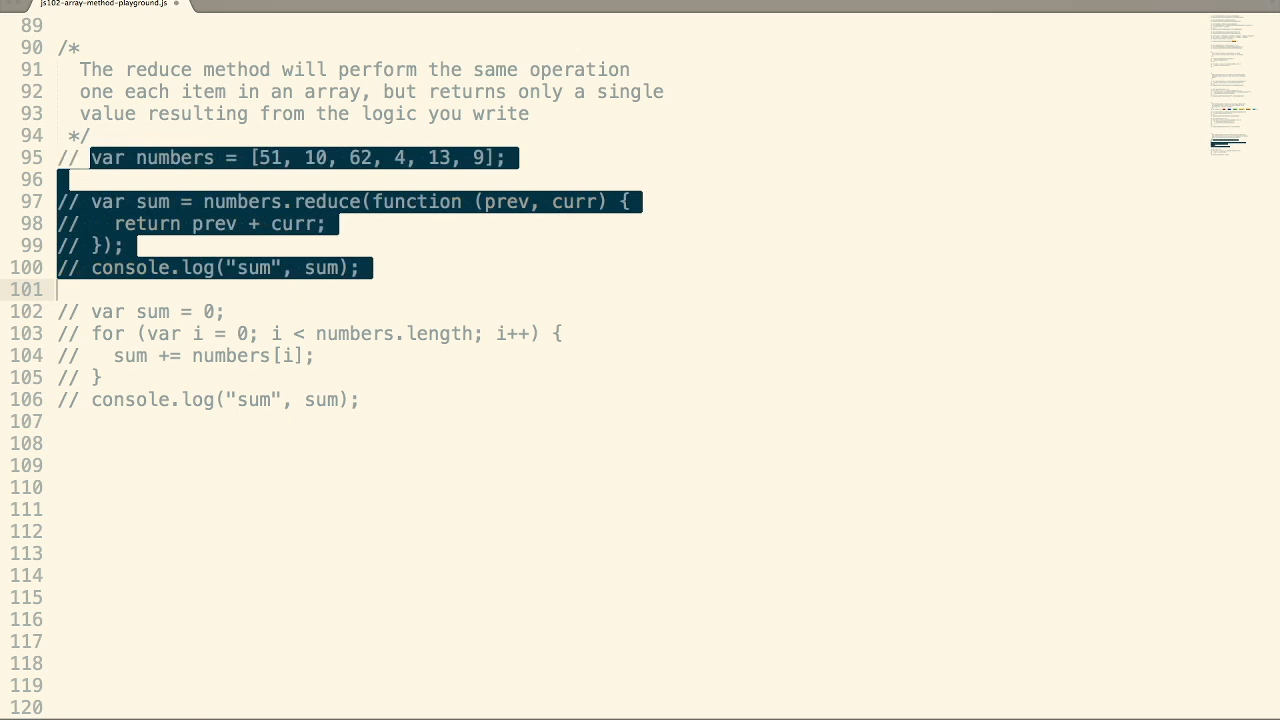 js102-array-method-playground.js
89
90 /*
91   The reduce method will perform the same operation
92   one each item in an array, but returns only a single
93   value resulting from the logic you write
94  */
95 // var numbers = [51, 10, 62, 4, 13, 9];
96
97 // var sum = numbers.reduce(function (prev, curr) {
98 //   return prev + curr;
99 // });
100 // console.log("sum", sum);
101
102 // var sum = 0;
103 // for (var i = 0; i < numbers.length; i++) {
104 //   sum += numbers[i];
105 // }
106 // console.log("sum", sum);
107
108
109
110
111
112
113
114
115
116
117
118
119
120